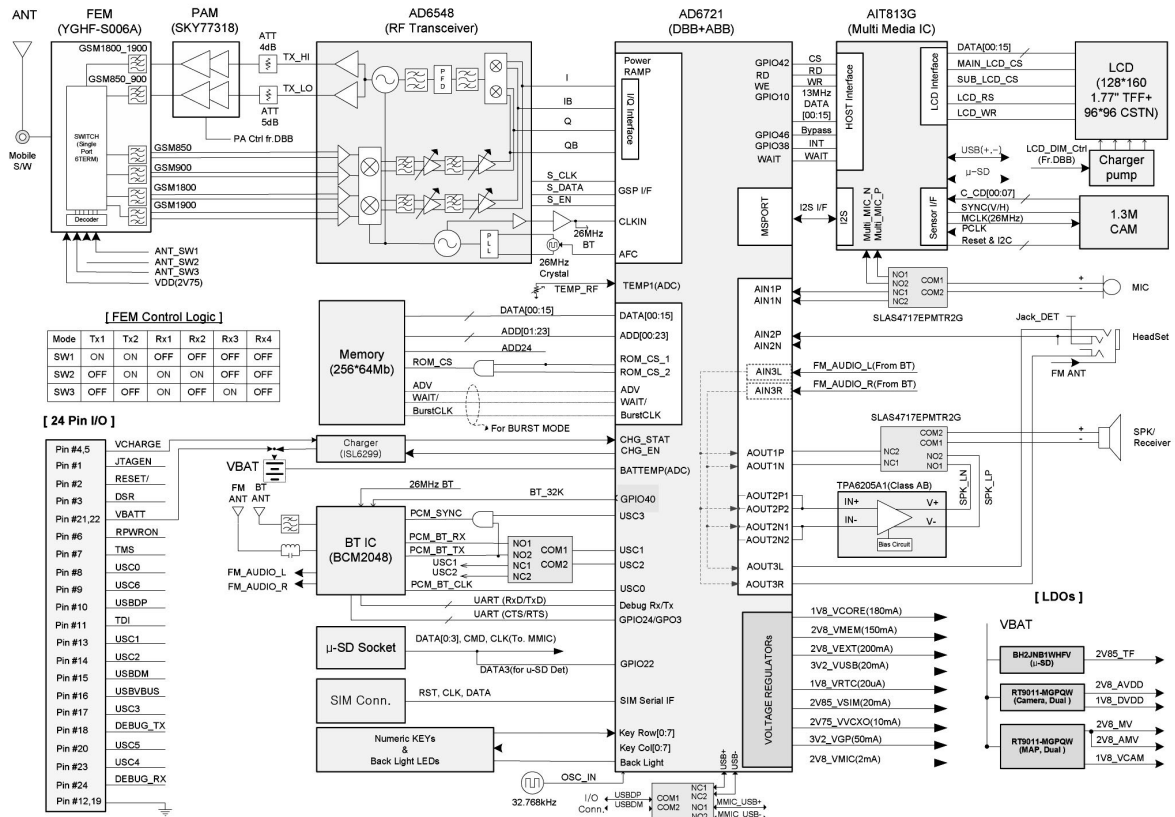 ANT
FEM
(YGHF-S006A)
PAM
(SKY77318)
AD6548
(RF Transceiver)
AD6721
(DBB+ABB)
AIT813G
(Multi Media IC)
GSM1800_1900
GSM850_900
ATT
4dB
TX_HI
TX_LO
ATT
5dB
PA Ctrl fr.DBB
SWITCH
(Single
Port
6TERM)
Decoder
Mobile
S/W
GSM850
GSM900
GSM1800
GSM1900
ANT_SW1
ANT_SW2
ANT_SW3
VDD(2V75)
PFD
PLL
26MHz
BT
26MHz
Crystal
TEMP_RF
I
IB
Q
QB
S_CLK
S_DATA
S_EN
Power
RAMP
I/Q Interface
GSP I/F
CLKIN
AFC
TEMP1(ADC)
GPIO42
RD
WE
GPIO10
GPIO46
GPIO38
WAIT
CS
RD
WR
13MHz
DATA
[00:15]
Bypass
INT
WAIT
HOST Interface
LCD Interface
DATA[00:15]
MAIN_LCD_CS
SUB_LCD_CS
LCD_RS
LCD_WR
LCD
(128*160
1.77" TFF+
96*96 CSTN)
LCD_DIM_Ctrl
(Fr.DBB)
Charger
pump
USB(+,-)
µ-SD
MSPORT
I2S I/F
I2S
Multi_MIC_N
Multi_MIC_P
Sensor I/F
C_CD[00:07]
SYNC(V/H)
MCLK(26MHz)
PCLK
Reset & I2C
1.3M
CAM
NO1
NO2
NC1
NC2
COM1
COM2
SLAS4717EPMTR2G
+
-
MIC
[ FEM Control Logic ]
Mode Tx1 Tx2 Rx1 Rx2 Rx3 Rx4
SW1 ON ON OFF OFF OFF OFF
SW2 OFF ON ON ON OFF OFF
SW3 OFF OFF OFF OFF ON OFF
Memory
(256*64Mb)
DATA[00:15]
ADD[01:23]
ADD24
ROM_CS
ADV
WAIT/
BurstCLK
For BURST MODE
DATA[00:15]
ADD[00:23]
ROM_CS_1
ROM_CS_2
ADV
WAIT/
BurstCLK
AIN1P
AIN1N
AIN2P
AIN2N
AIN3L
AIN3R
FM_AUDIO_L(From BT)
FM_AUDIO_R(From BT)
Jack_DET
HeadSet
FM ANT
SLAS4717EPMTR2G
COM2
COM1
NC2
NC1
NO2
NO1
+
-
SPK/
Receiver
SPK_LN
SPK_LP
AOUT1P
AOUT1N
AOUT2P1
AOUT2P2
AOUT2N1
AOUT2N2
AOUT3L
AOUT3R
TPA6205A1(Class AB)
IN+
IN-
V+
V-
Bias Circuit
[ 24 Pin I/O ]
Pin #4,5 VCHARGE
Pin #1 JTAGEN
Pin #2 RESET/
Pin #3 DSR
Pin #21,22 VBATT
Pin #6 RPWRON
Pin #7 TMS
Pin #8 USC0
Pin #9 USC6
Pin #10 USBDP
Pin #11 TDI
Pin #13 USC1
Pin #14 USC2
Pin #15 USBDM
Pin #16 USBVBUS
Pin #17 USC3
Pin #18 DEBUG_TX
Pin #20 USC5
Pin #23 USC4
Pin #24 DEBUG_RX
Pin #12,19
Charger
(ISL6299)
VBAT
CHG_STAT
CHG_EN
BATTEMP(ADC)
FM
ANT
BT
ANT
26MHz BT
BT_32K
BT IC
(BCM2048)
PCM_SYNC
PCM_BT_RX
PCM_BT_TX
USC1
USC2
PCM_BT_CLK
NO1
NO2
NC1
NC2
COM1
COM2
FM_AUDIO_L
FM_AUDIO_R
UART (RxD/TxD)
UART (CTS/RTS)
GPIO40
USC3
USC1
USC2
USC0
Debug Rx/Tx
GPIO24/GPO3
µ-SD Socket
DATA[0:3], CMD, CLK(To. MMIC)
DATA3(for u-SD Det)
GPIO22
SIM Conn.
RST, CLK, DATA
SIM Serial IF
Numeric KEYs
&
Back Light LEDs
Key Row[0:7]
Key Col[0:7]
Back Light
OSC_IN
32.768kHz
USB+
USB-
I/O
Conn.
USBDP
USBDM
COM1
COM2
NC1
NC2
NO1
NO2
MMIC_USB+
MMIC_USB-
VOLTAGE REGULATORS
1V8_VCORE(180mA)
2V8_VMEM(150mA)
2V8_VEXT(200mA)
3V2_VUSB(20mA)
1V8_VRTC(20uA)
2V85_VSIM(20mA)
2V75_VVCXO(10mA)
3V2_VGP(50mA)
2V8_VMIC(2mA)
[ LDOs ]
VBAT
BH2JNB1WHFV
(µ-SD)
2V85_TF
RT9011-MGPQW
(Camera, Dual )
2V8_AVDD
1V8_DVDD
RT9011-MGPQW
(MAP, Dual )
2V8_MV
2V8_AMV
1V8_VCAM